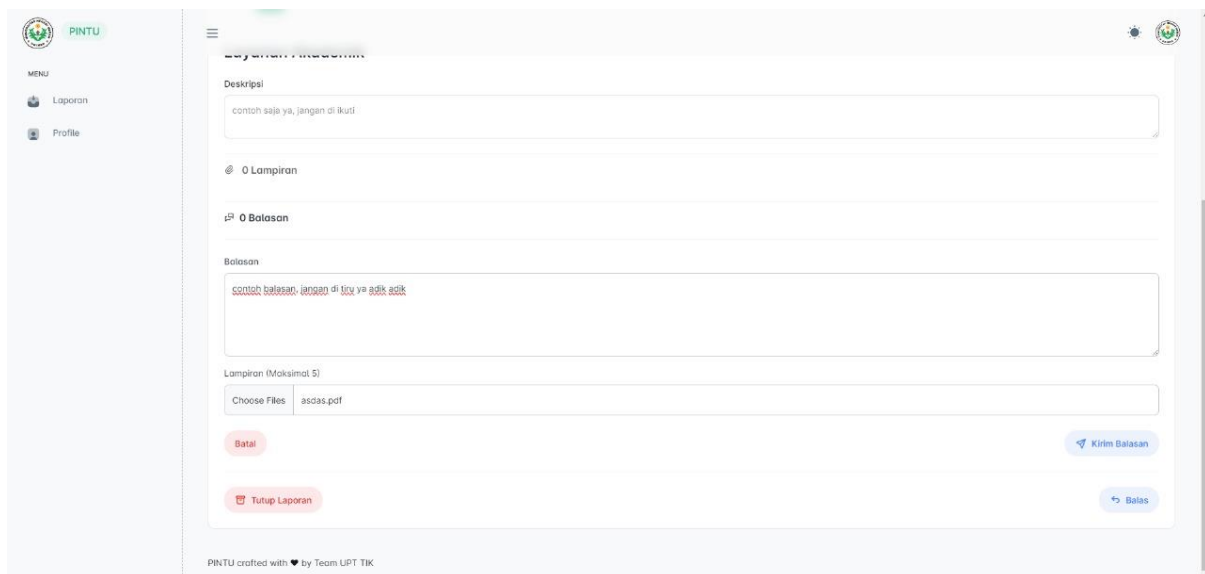 PINTU
MENU
Laporan
Profile
Layanan Akademik
Deskripsi
contoh saja ya, jangan di ikuti
0 Lampiran
0 Balasan
Balasan
contoh balasan, jangan di tiru ya adik adik
Lampiran (Maksimal 5)
Choose Files asdas.pdf
Batal
Kirim Balasan
Tutup Laporan
Balas
PINTU crafted with ♥ by Team UPT TIK